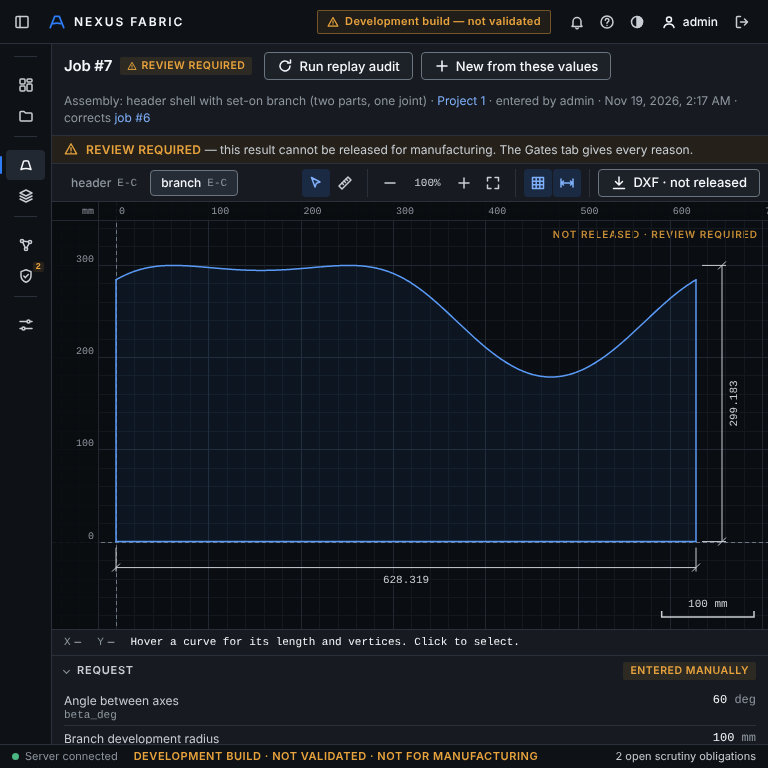 NEXUS FABRIC
Development build — not validated
admin
Job #7
REVIEW REQUIRED
Run replay audit
New from these values
Assembly: header shell with set-on branch (two parts, one joint) · Project 1 · entered by admin · Nov 19, 2026, 2:17 AM ·
corrects job #6
REVIEW REQUIRED — this result cannot be released for manufacturing. The Gates tab gives every reason.
header E-C
branch E-C
100%
DXF · not released
mm 0 100 200 300 400 500 600 7
NOT RELEASED · REVIEW REQUIRED
300
200
100
0
2
299.183
628.319
100 mm
X — Y — Hover a curve for its length and vertices. Click to select.
REQUEST
ENTERED MANUALLY
Angle between axes 60 deg
beta_deg
Branch development radius 100 mm
Server connected
DEVELOPMENT BUILD · NOT VALIDATED · NOT FOR MANUFACTURING
2 open scrutiny obligations